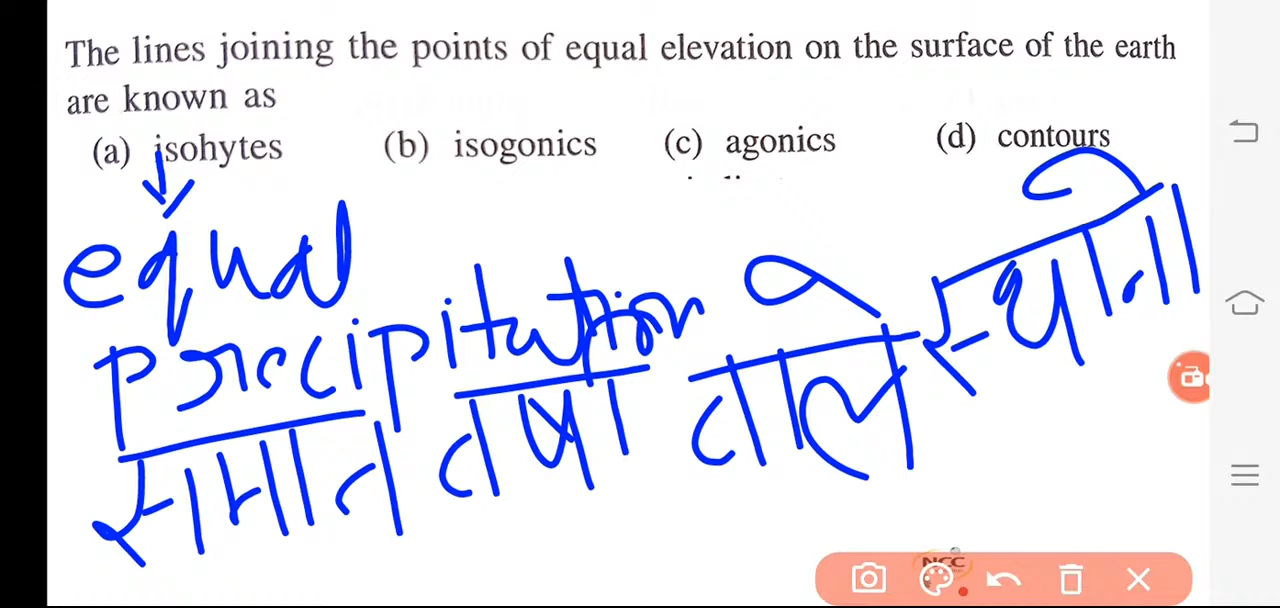 The lines joining the points of equal elevation on the surface of the earth
are known as
(a) isohytes (b) isogonics (c) agonics (d) contours
equal
precipitation
समान वर्षा वाले स्थानो
NCC